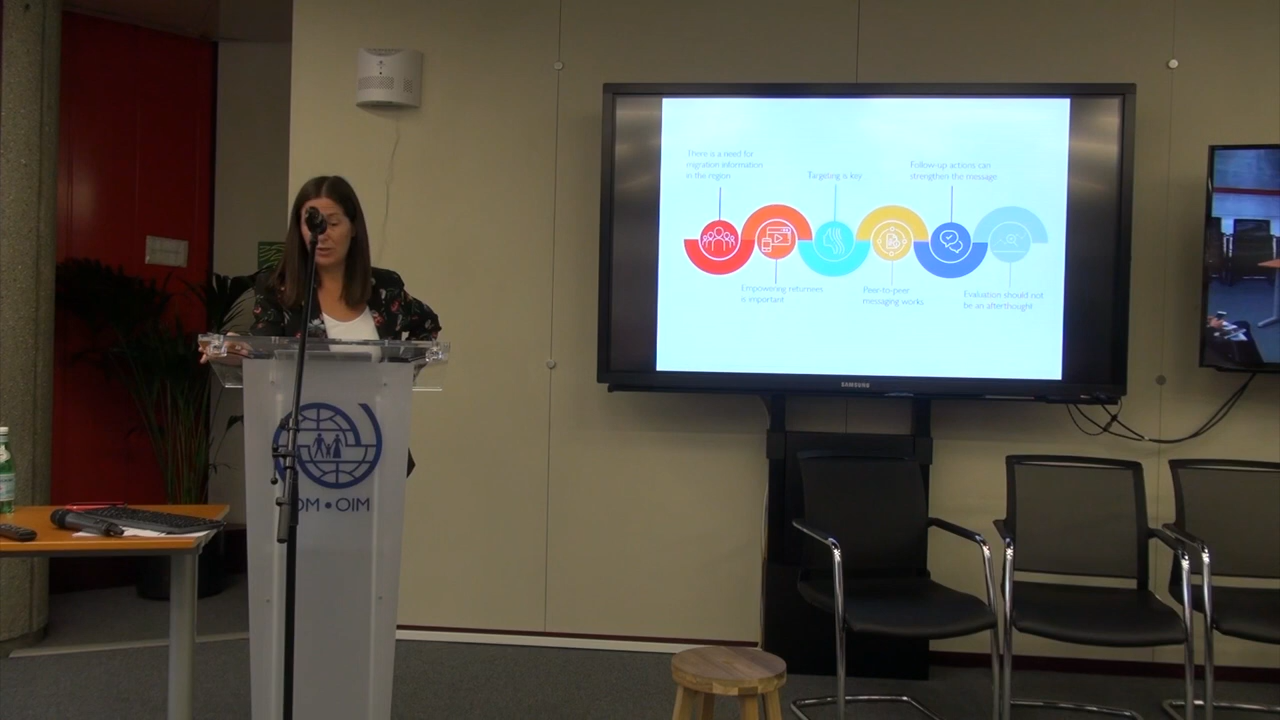 There is a need for
migration information
in the region
Targeting is key
Follow-up actions can
strengthen the message
Empowering returnees
is important
Peer-to-peer
messaging works
Evaluation should not
be an afterthought
SAMSUNG
OM • OIM